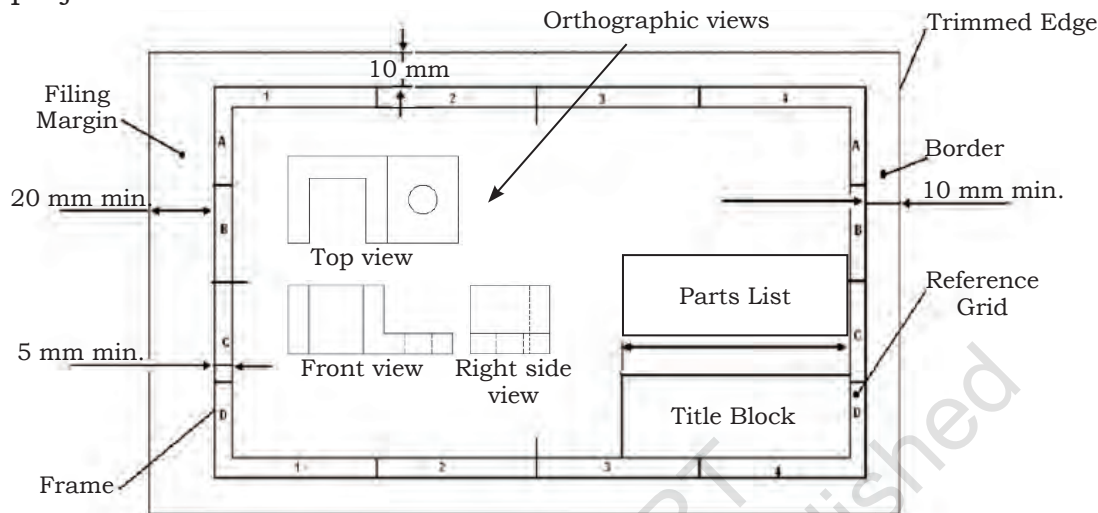 Orthographic views
Trimmed Edge
10 mm
Filing
Margin
1 2 3 4
A
A
Border
20 mm min.
10 mm min.
B
B
Top view
Parts List
Reference
Grid
C
C
5 mm min.
Front view
Right side
view
Title Block
D
D
1 2 3 4
Frame